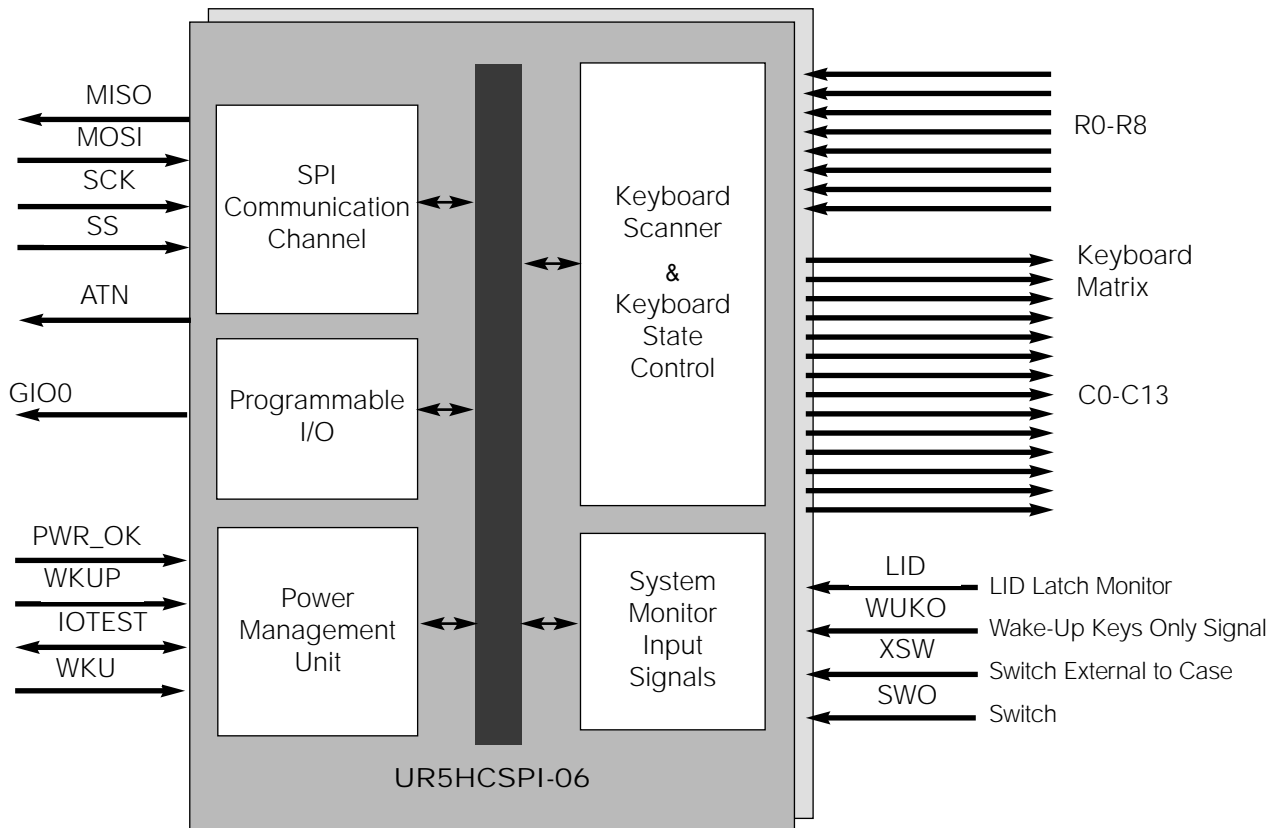 MISO
MOSI
SCK
SS
ATN
GIO0
PWR_OK
WKUP
IOTEST
WKU
SPI
Communication
Channel
Programmable
I/O
Power
Management
Unit
Keyboard
Scanner
&
Keyboard
State
Control
System
Monitor
Input
Signals
UR5HCSPI-06
R0-R8
Keyboard
Matrix
C0-C13
LID
LID Latch Monitor
WUKO
Wake-Up Keys Only Signal
XSW
Switch External to Case
SWO
Switch